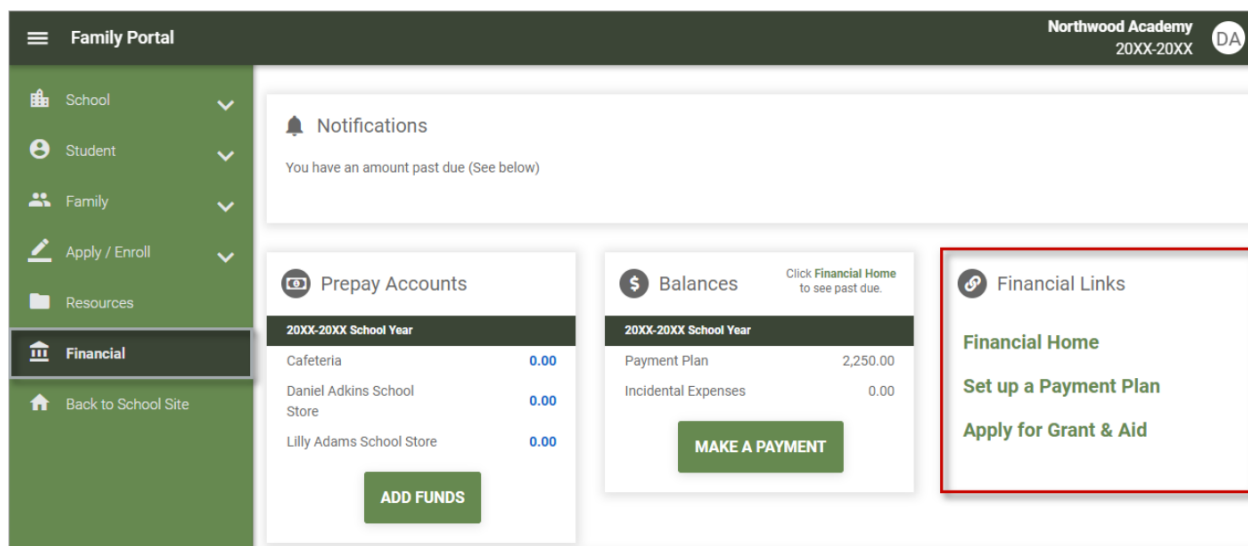 Family Portal
Northwood Academy
20XX-20XX
DA
School
Student
Family
Apply / Enroll
Resources
Financial
Back to School Site
Notifications
You have an amount past due (See below)
Prepay Accounts
20XX-20XX School Year
Cafeteria 0.00
Daniel Adkins School
Store 0.00
Lilly Adams School Store 0.00
ADD FUNDS
Balances
Click Financial Home
to see past due.
20XX-20XX School Year
Payment Plan 2,250.00
Incidental Expenses 0.00
MAKE A PAYMENT
Financial Links
Financial Home
Set up a Payment Plan
Apply for Grant & Aid